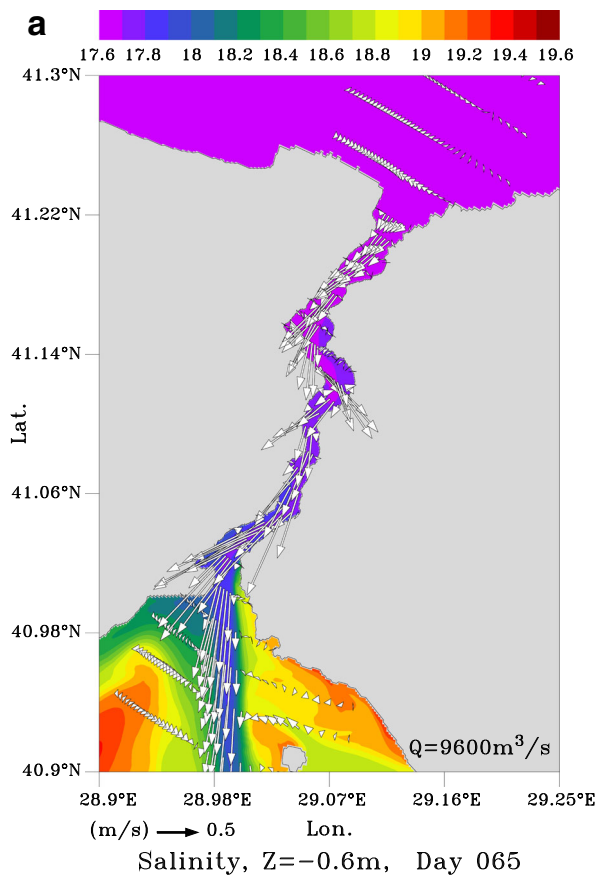 a
17.6 17.8 18 18.2 18.4 18.6 18.8 19 19.2 19.4 19.6
41.3°N
41.22°N
41.14°N
Lat.
41.06°N
40.98°N
Q=9600m³/s
40.9°N
28.9°E 28.98°E 29.07°E 29.16°E 29.25°E
(m/s) 0.5 Lon.
Salinity, Z=−0.6m, Day 065